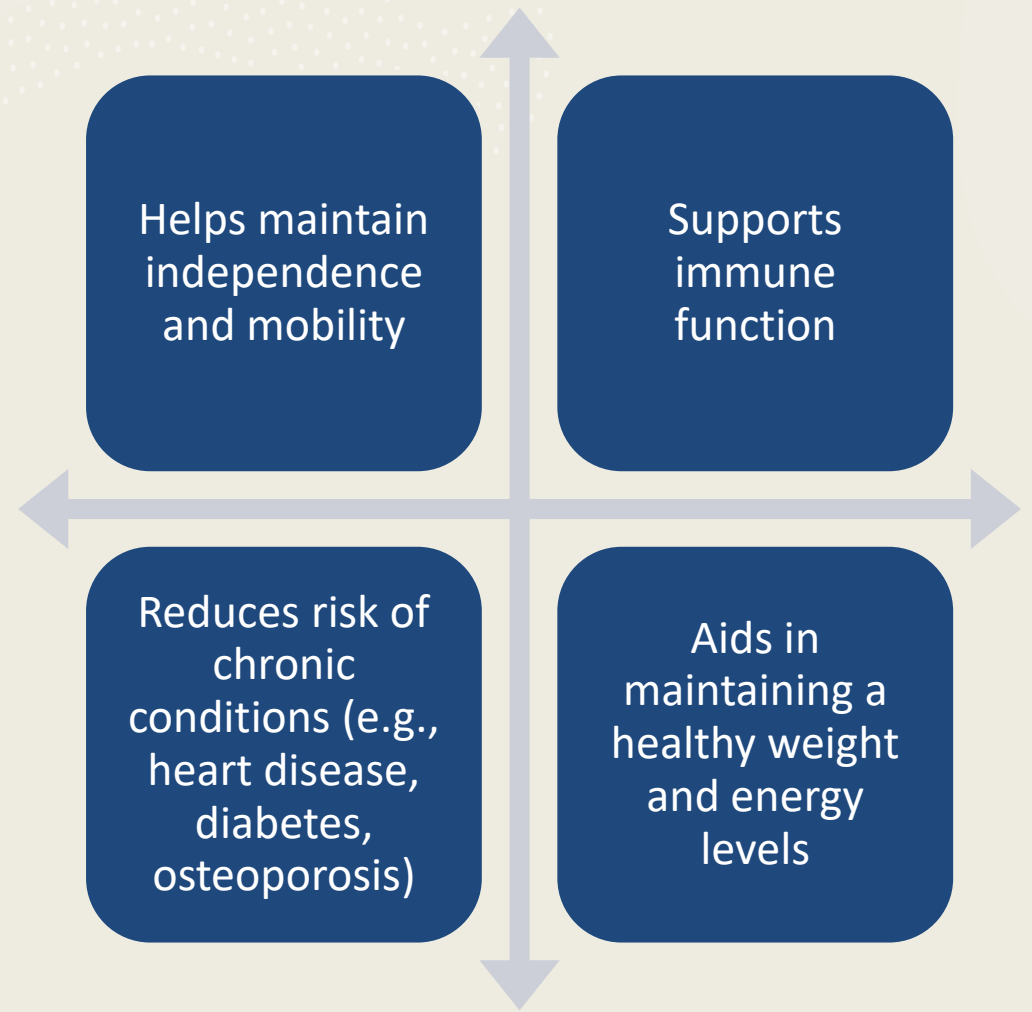 Helps maintain
independence
and mobility
Supports
immune
function
Reduces risk of
chronic
conditions (e.g.,
heart disease,
diabetes,
osteoporosis)
Aids in
maintaining a
healthy weight
and energy
levels